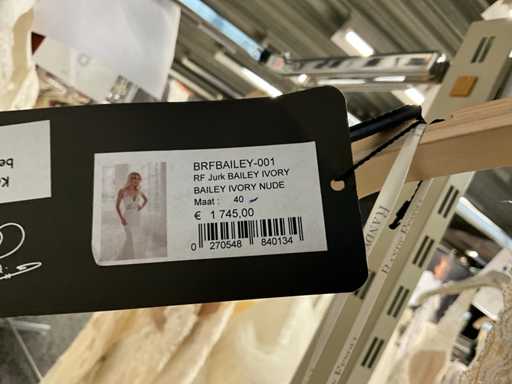 BRFBAILEY-001
RF Jurk BAILEY IVORY
BAILEY IVORY NUDE
Maat : 40
€ 1 745,00
0 270548 840134